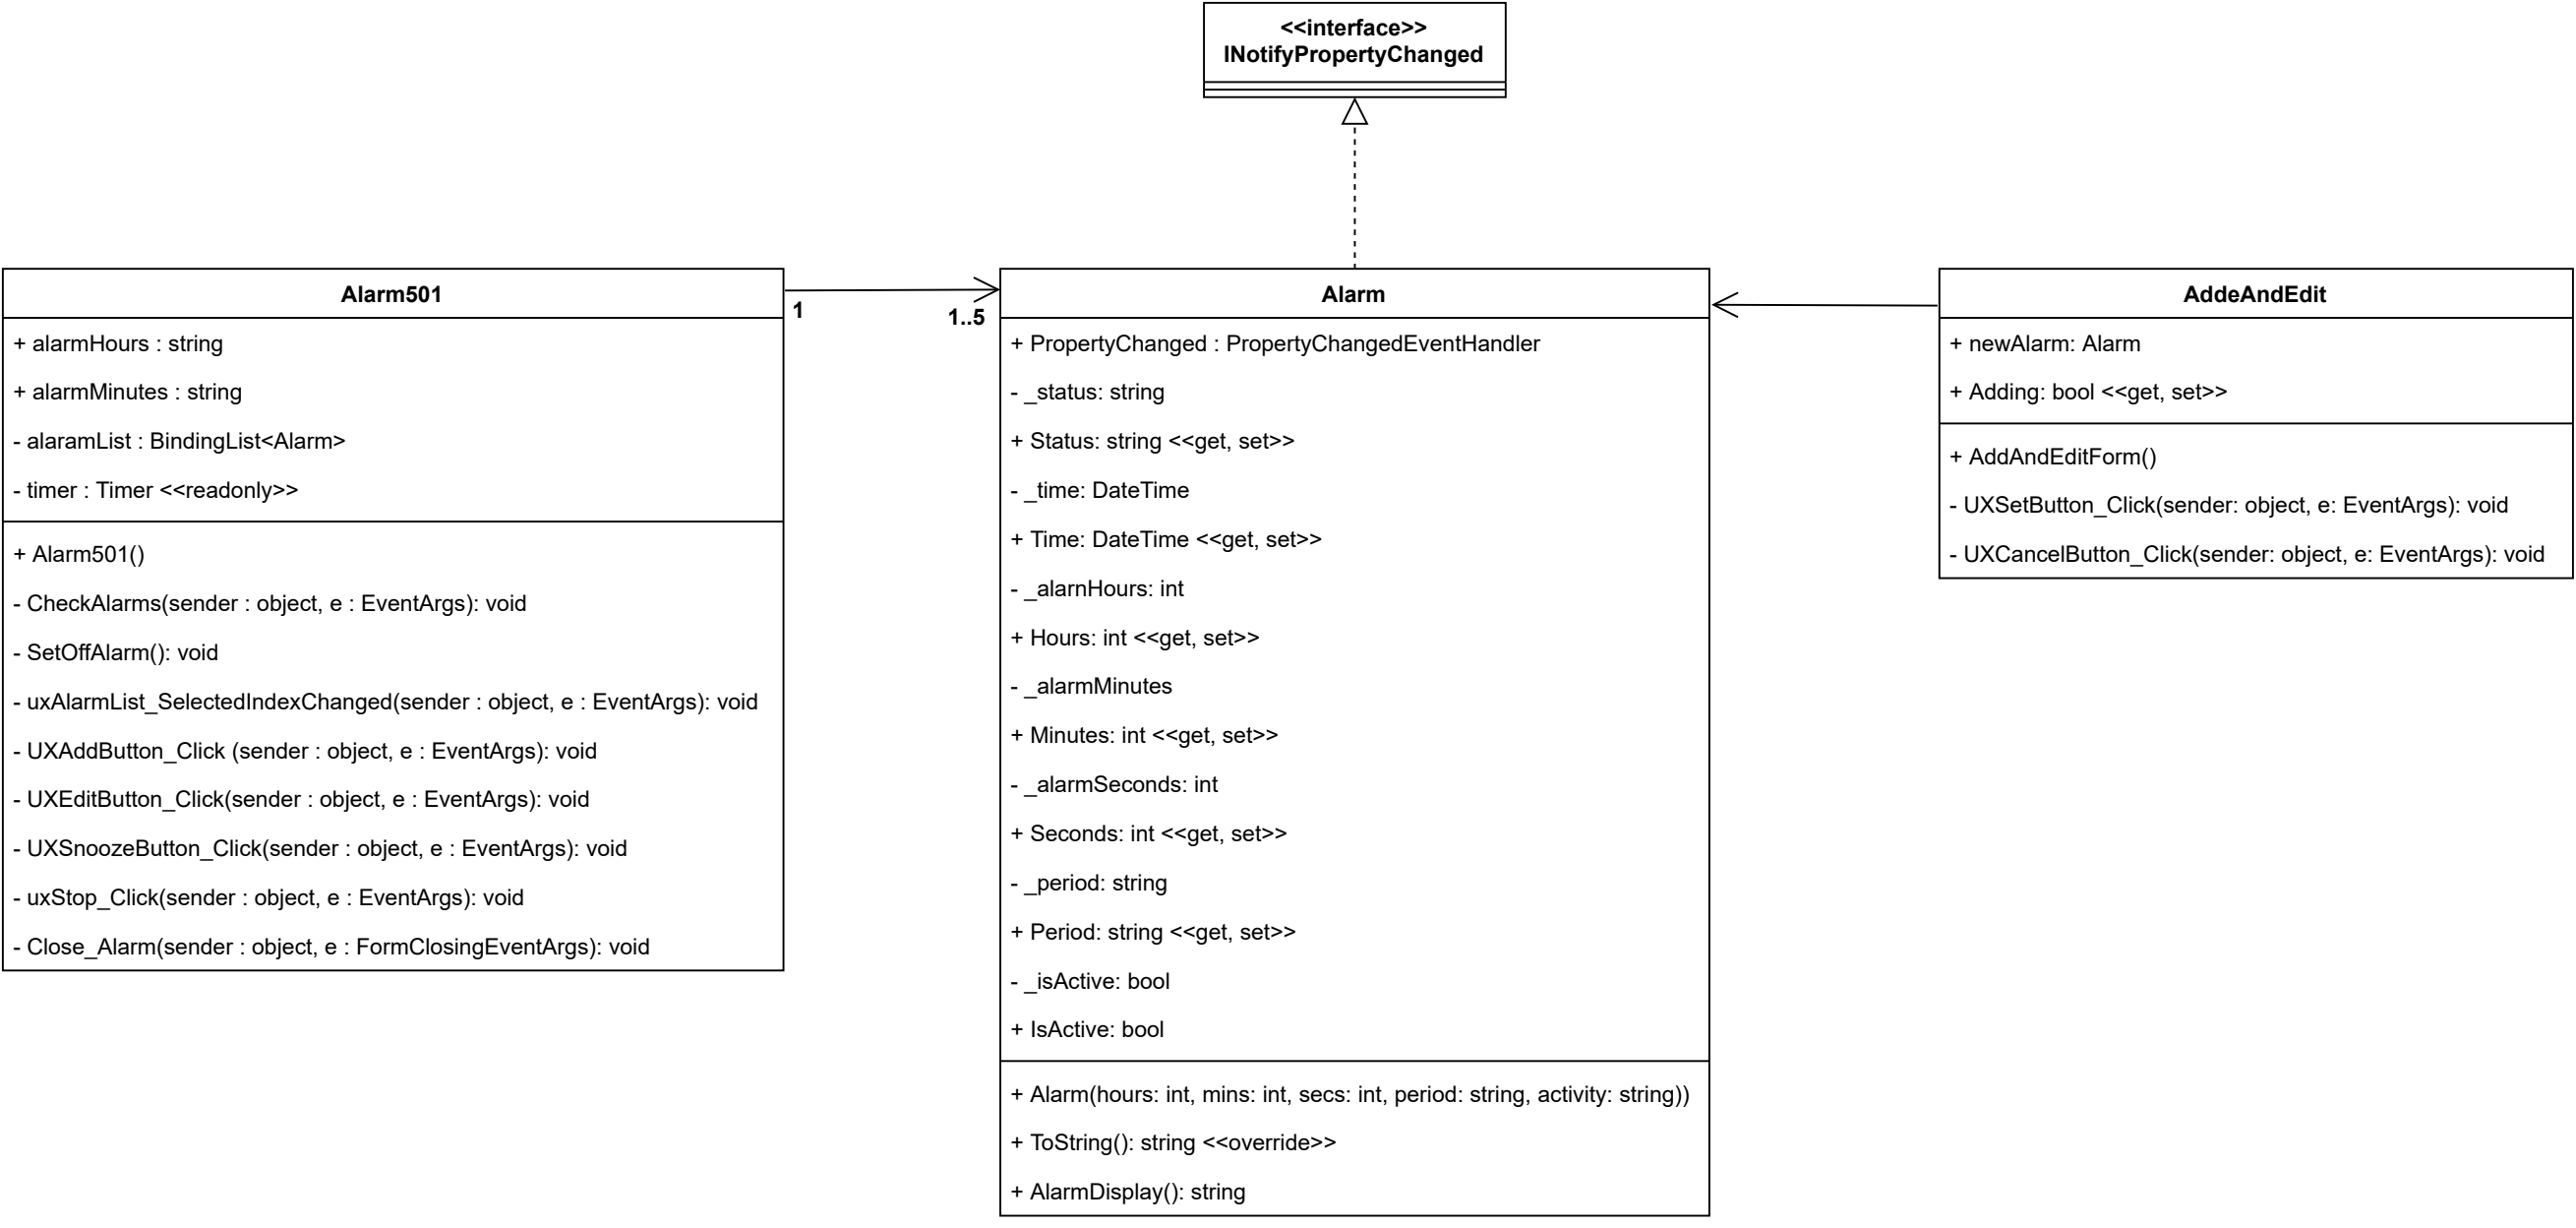 <<interface>>
INotifyPropertyChanged
Alarm501
+ alarmHours : string
+ alarmMinutes : string
- alaramList : BindingList<Alarm>
- timer : Timer <<readonly>>
+ Alarm501()
- CheckAlarms(sender : object, e : EventArgs): void
- SetOffAlarm(): void
- uxAlarmList_SelectedIndexChanged(sender : object, e : EventArgs): void
- UXAddButton_Click (sender : object, e : EventArgs): void
- UXEditButton_Click(sender : object, e : EventArgs): void
- UXSnoozeButton_Click(sender : object, e : EventArgs): void
- uxStop_Click(sender : object, e : EventArgs): void
- Close_Alarm(sender : object, e : FormClosingEventArgs): void
1
1..5
Alarm
+ PropertyChanged : PropertyChangedEventHandler
- _status: string
+ Status: string <<get, set>>
- _time: DateTime
+ Time: DateTime <<get, set>>
- _alarnHours: int
+ Hours: int <<get, set>>
- _alarmMinutes
+ Minutes: int <<get, set>>
- _alarmSeconds: int
+ Seconds: int <<get, set>>
- _period: string
+ Period: string <<get, set>>
- _isActive: bool
+ IsActive: bool
+ Alarm(hours: int, mins: int, secs: int, period: string, activity: string))
+ ToString(): string <<override>>
+ AlarmDisplay(): string
AddeAndEdit
+ newAlarm: Alarm
+ Adding: bool <<get, set>>
+ AddAndEditForm()
- UXSetButton_Click(sender: object, e: EventArgs): void
- UXCancelButton_Click(sender: object, e: EventArgs): void